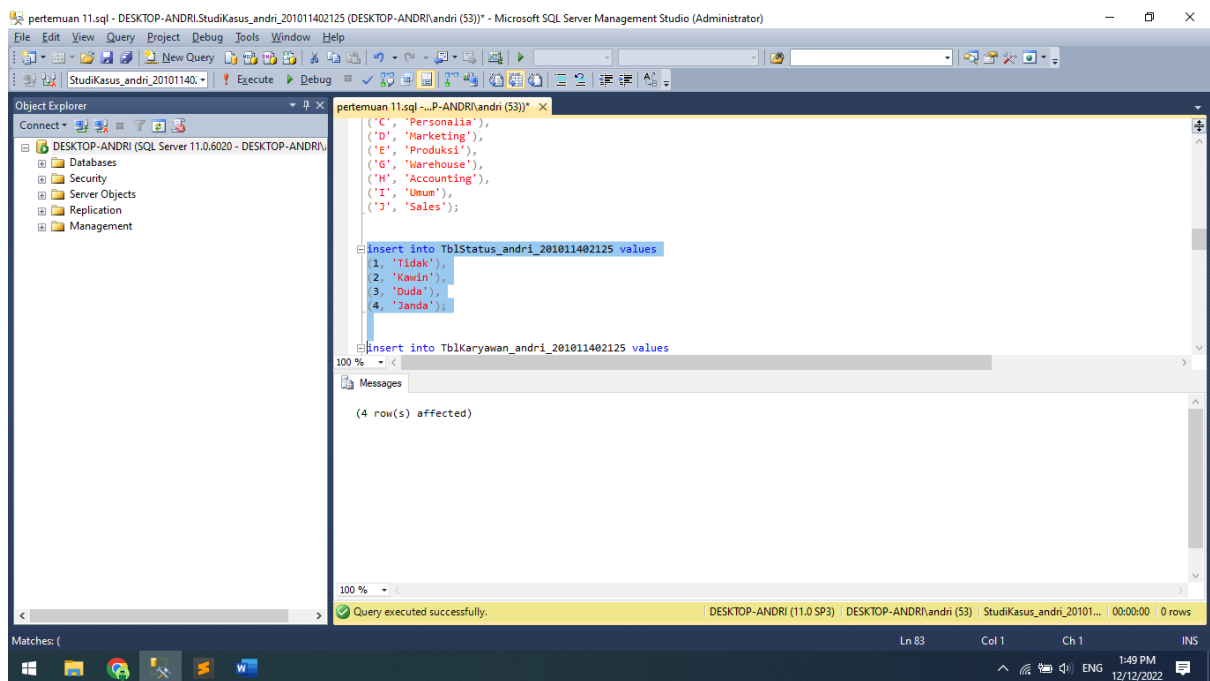 pertemuan 11.sql - DESKTOP-ANDRI.StudiKasus_andri_201011402125 (DESKTOP-ANDRI\andri (53))* - Microsoft SQL Server Management Studio (Administrator)
File Edit View Query Project Debug Tools Window Help
New Query
StudiKasus_andri_20101140: Execute Debug
Object Explorer
pertemuan 11.sql -...P-ANDRI\andri (53))*
Connect
DESKTOP-ANDRI (SQL Server 11.0.6020 - DESKTOP-ANDRI\
Databases
Security
Server Objects
Replication
Management
('C', 'Personalia'),
('D', 'Marketing'),
('E', 'Produksi'),
('G', 'Warehouse'),
('H', 'Accounting'),
('I', 'Umum'),
('J', 'Sales');
insert into TblStatus_andri_201011402125 values
(1, 'Tidak'),
(2, 'Kawin'),
(3, 'Duda'),
(4, 'Janda');
insert into TblKaryawan_andri_201011402125 values
100 %
Messages
(4 row(s) affected)
100 %
Query executed successfully. DESKTOP-ANDRI (11.0 SP3) DESKTOP-ANDRI\andri (53) StudiKasus_andri_20101... 00:00:00 0 rows
Matches: ( Ln 83 Col 1 Ch 1 INS
ENG
1:49 PM
12/12/2022